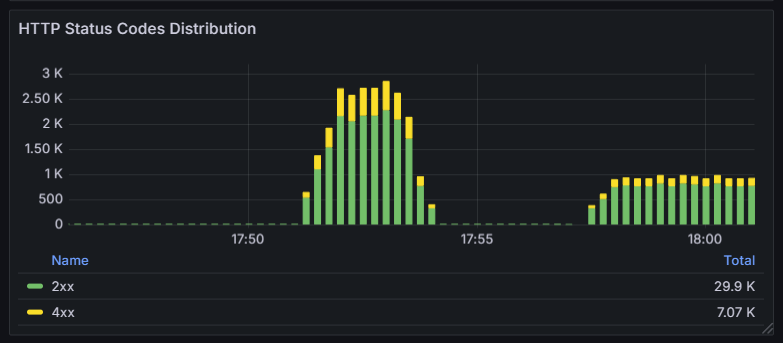 HTTP Status Codes Distribution
3 K
2.50 K
2 K
1.50 K
1 K
500
0
17:50 17:55 18:00
Name Total
2xx 29.9 K
4xx 7.07 K